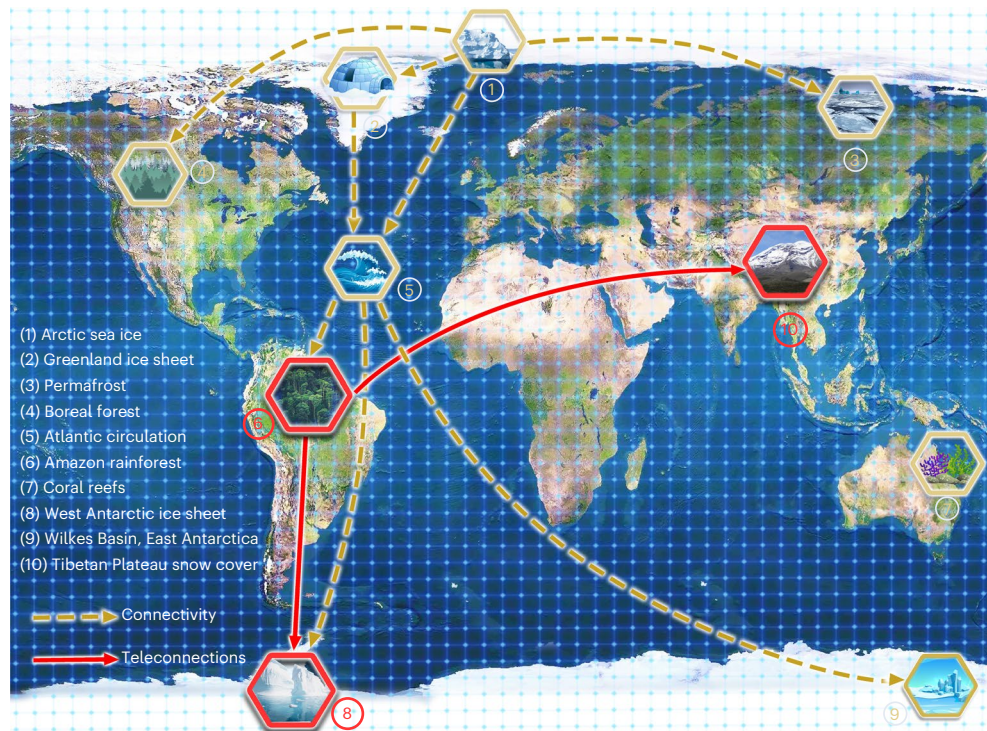 1
2
3
4
5
10
6
7
8
9
(1) Arctic sea ice
(2) Greenland ice sheet
(3) Permafrost
(4) Boreal forest
(5) Atlantic circulation
(6) Amazon rainforest
(7) Coral reefs
(8) West Antarctic ice sheet
(9) Wilkes Basin, East Antarctica
(10) Tibetan Plateau snow cover
Connectivity
Teleconnections